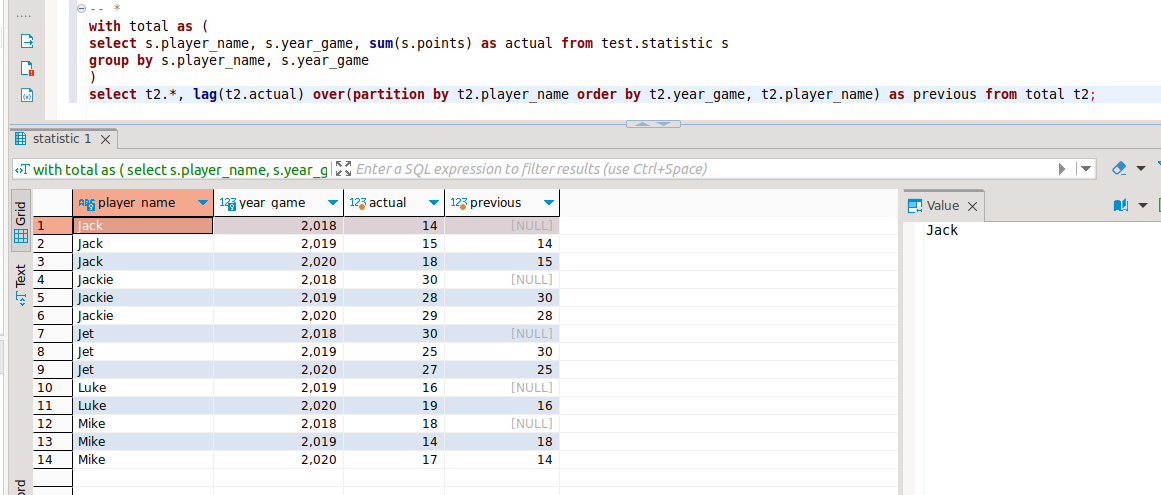 -- *
with total as (
select s.player_name, s.year_game, sum(s.points) as actual from test.statistic s
group by s.player_name, s.year_game
)
select t2.*, lag(t2.actual) over(partition by t2.player_name order by t2.year_game, t2.player_name) as previous from total t2;
statistic 1
with total as ( select s.player_name, s.year_g
Enter a SQL expression to filter results (use Ctrl+Space)
Grid
Text
player_name year_game actual previous
1 Jack 2,018 14 [NULL]
2 Jack 2,019 15 14
3 Jack 2,020 18 15
4 Jackie 2,018 30 [NULL]
5 Jackie 2,019 28 30
6 Jackie 2,020 29 28
7 Jet 2,018 30 [NULL]
8 Jet 2,019 25 30
9 Jet 2,020 27 25
10 Luke 2,019 16 [NULL]
11 Luke 2,020 19 16
12 Mike 2,018 18 [NULL]
13 Mike 2,019 14 18
14 Mike 2,020 17 14
Value
Jack